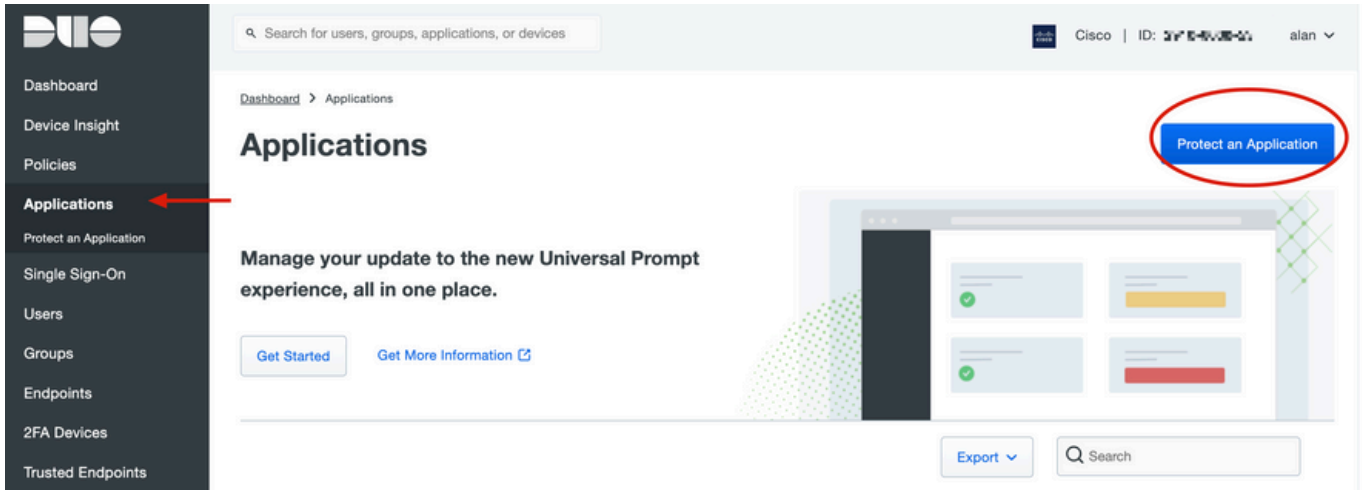 DUO
Search for users, groups, applications, or devices
Cisco | ID:
alan
Dashboard
Device Insight
Policies
Applications
Protect an Application
Single Sign-On
Users
Groups
Endpoints
2FA Devices
Trusted Endpoints
Dashboard > Applications
Applications
Protect an Application
Manage your update to the new Universal Prompt
experience, all in one place.
Get Started
Get More Information
Export
Search